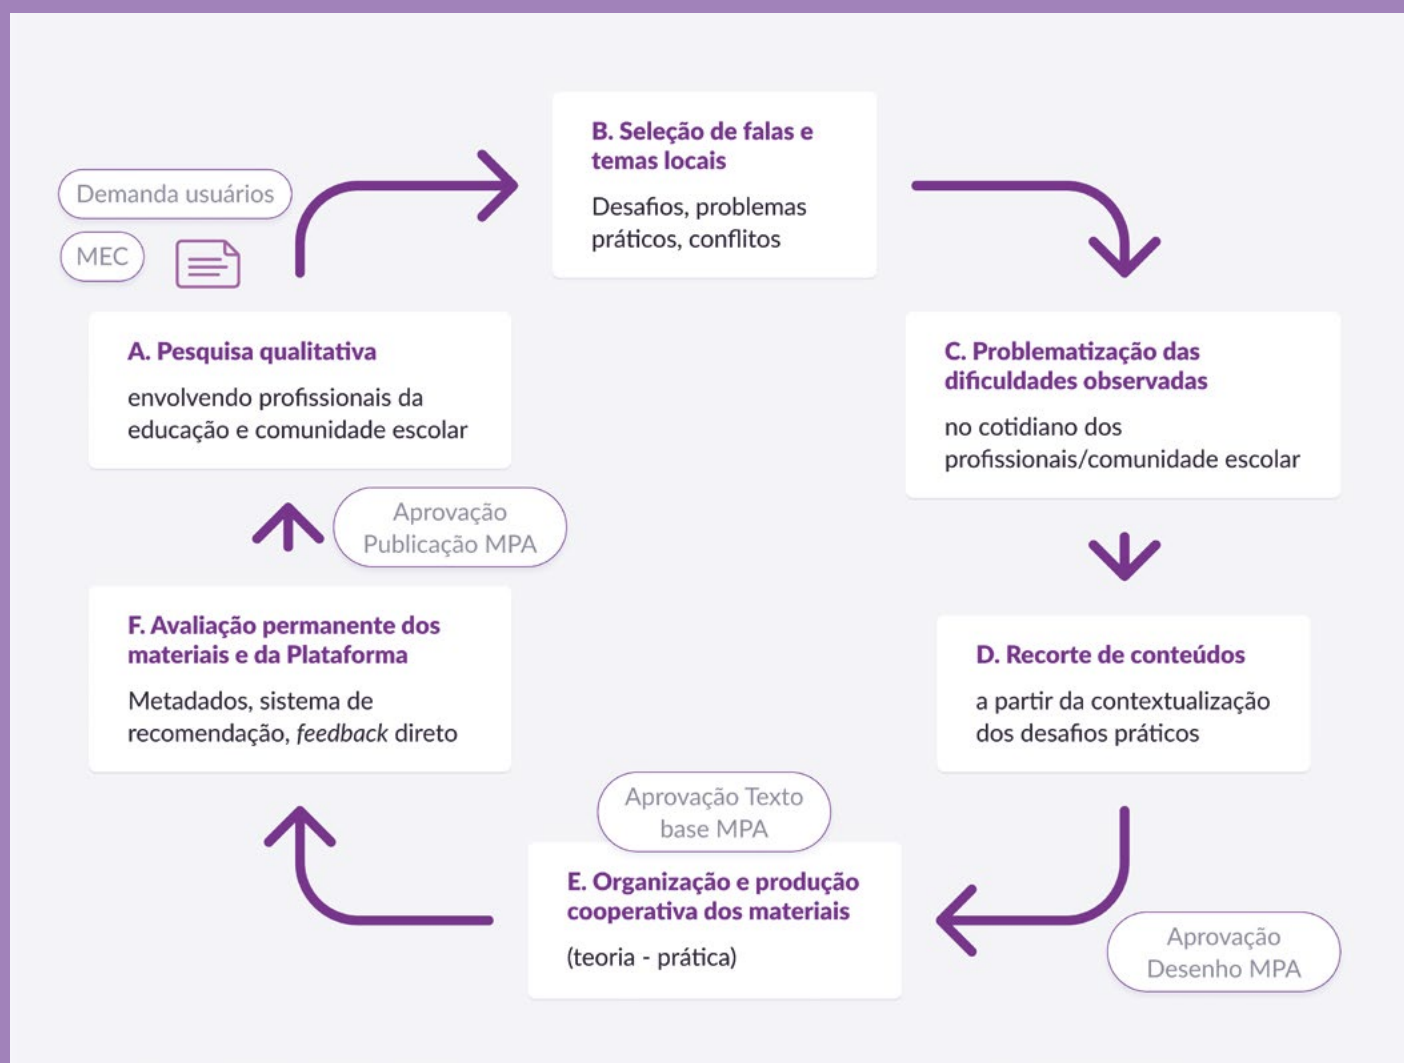 Demanda usuários
MEC
A. Pesquisa qualitativa
envolvendo profissionais da
educação e comunidade escolar
B. Seleção de falas e
temas locais
Desafios, problemas
práticos, conflitos
C. Problematização das
dificuldades observadas
no cotidiano dos
profissionais/comunidade escolar
D. Recorte de conteúdos
a partir da contextualização
dos desafios práticos
Aprovação
Desenho MPA
Aprovação Texto
base MPA
E. Organização e produção
cooperativa dos materiais
(teoria - prática)
F. Avaliação permanente dos
materiais e da Plataforma
Metadados, sistema de
recomendação, feedback direto
Aprovação
Publicação MPA